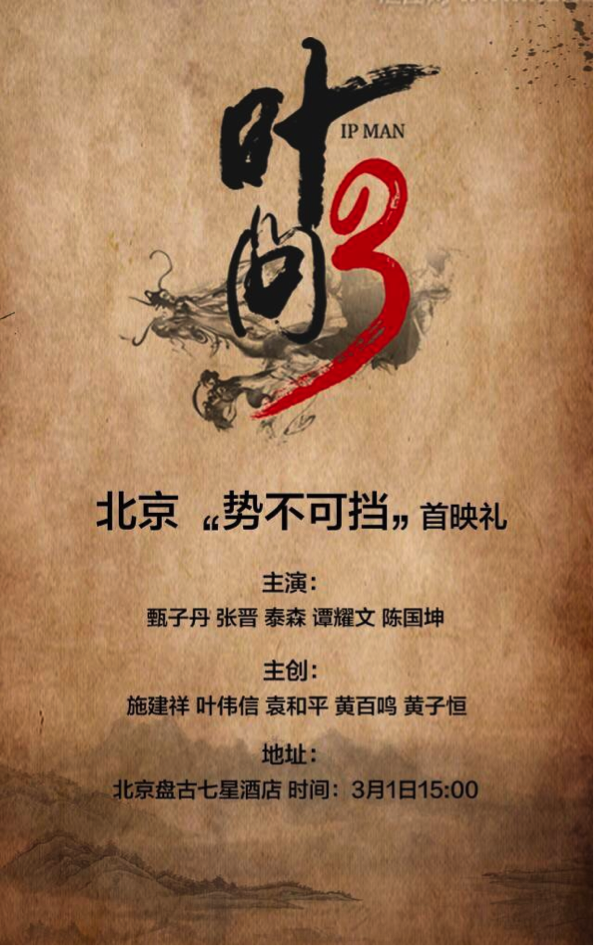 叶问3
IP MAN
北京 “势不可挡” 首映礼
主演：
甄子丹 张晋 泰森 谭耀文 陈国坤
主创：
施建祥 叶伟信 袁和平 黄百鸣 黄子恒
地址：
北京盘古七星酒店 时间：3月1日15:00